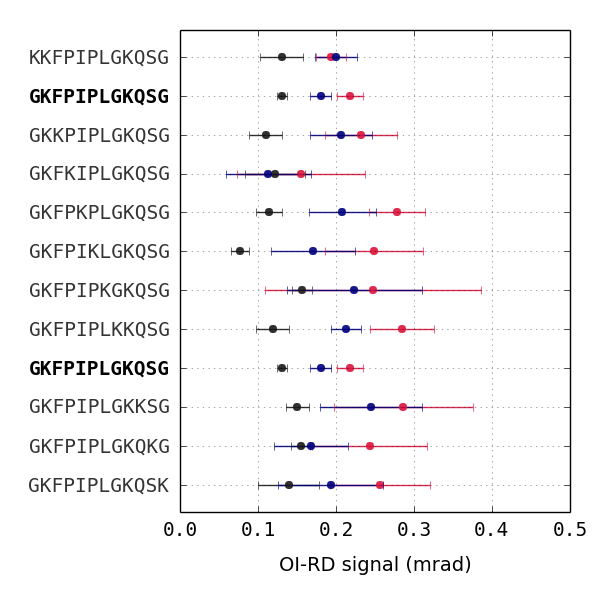 KKFPIPLGKQSG
GKFPIPLGKQSG
GKKPIPLGKQSG
GKFKIPLGKQSG
GKFPKPLGKQSG
GKFPIKLGKQSG
GKFPIPKGKQSG
GKFPIPLKKQSG
GKFPIPLGKQSG
GKFPIPLGKKSG
GKFPIPLGKQKG
GKFPIPLGKQSK
0.0 0.1 0.2 0.3 0.4 0.5
OI-RD signal (mrad)